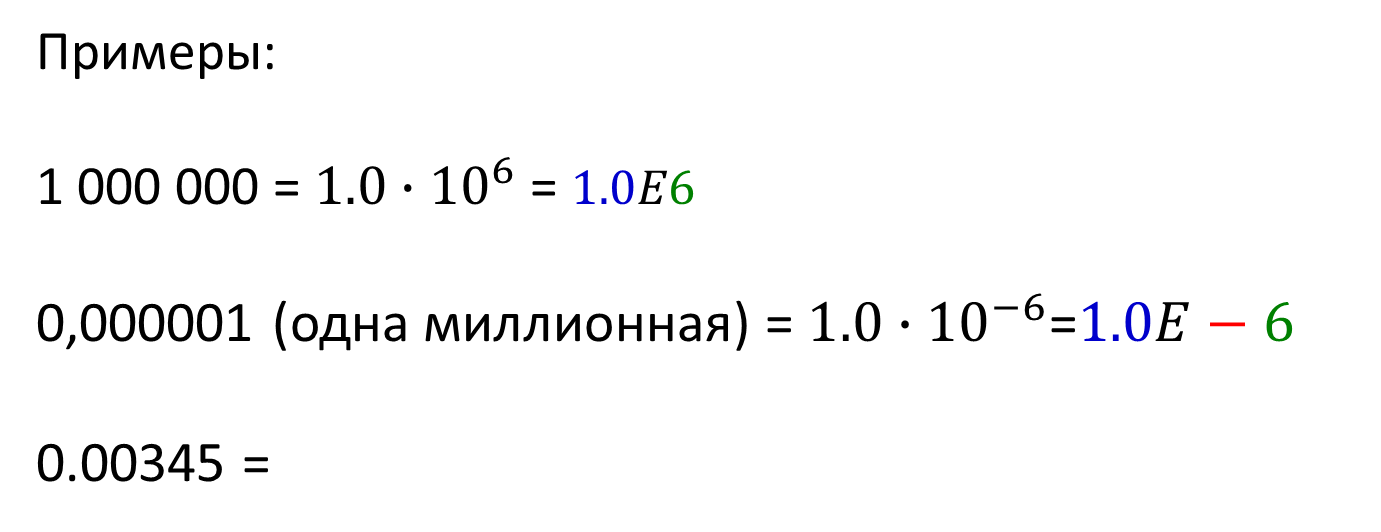 Примеры:
1 000 000 = 1.0 · 10⁶ = 1.0E6
0,000001 (одна миллионная) = 1.0 · 10⁻⁶=1.0E − 6
0.00345 =